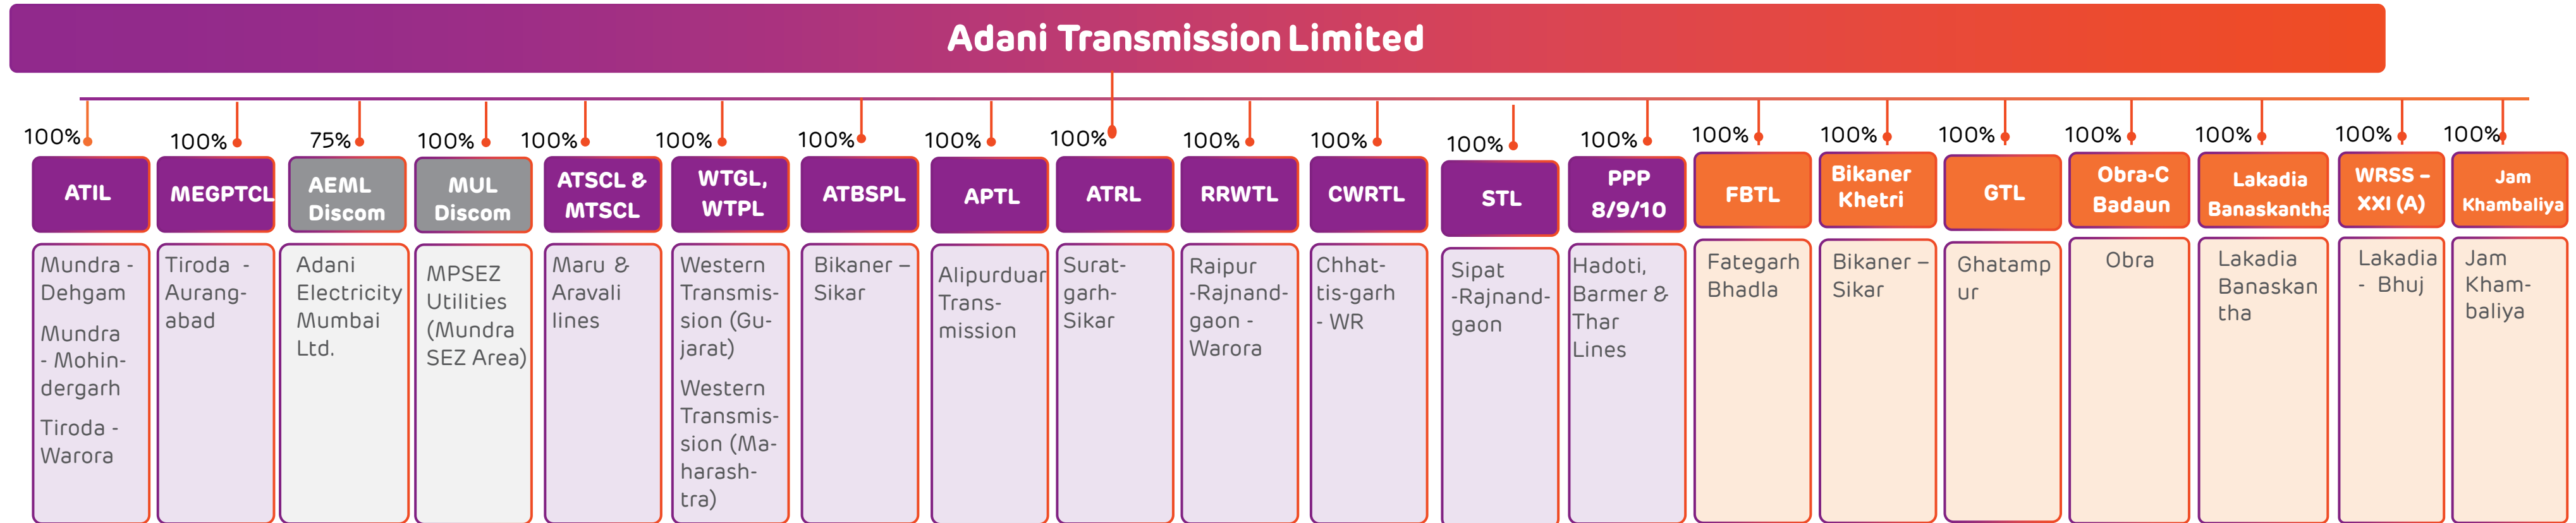 Adani Transmission Limited
100%
ATIL
Mundra -
Dehgam
Mundra
- Mohin-
dergarh
Tiroda -
Warora
100%
MEGPTCL
Tiroda -
Aurang-
abad
75%
AEML
Discom
Adani
Electricity
Mumbai
Ltd.
100%
MUL
Discom
MPSEZ
Utilities
(Mundra
SEZ Area)
100%
ATSCL &
MTSCL
Maru &
Aravali
lines
100%
WTGL,
WTPL
Western
Transmis-
sion (Gu-
jarat)
Western
Transmis-
sion (Ma-
harash-
tra)
100%
ATBSPL
Bikaner –
Sikar
100%
APTL
Alipurduar
Trans-
mission
100%
ATRL
Surat-
garh-
Sikar
100%
RRWTL
Raipur
-Rajnand-
gaon -
Warora
100%
CWRTL
Chhat-
tis-garh
- WR
100%
STL
Sipat
-Rajnand-
gaon
100%
PPP
8/9/10
Hadoti,
Barmer &
Thar
Lines
100%
FBTL
Fategarh
Bhadla
100%
Bikaner
Khetri
Bikaner –
Sikar
100%
GTL
Ghatamp
ur
100%
Obra-C
Badaun
Obra
100%
Lakadia
Banaskantha
Lakadia
Banaskan
tha
100%
WRSS –
XXI (A)
Lakadia
- Bhuj
100%
Jam
Khambaliya
Jam
Kham-
baliya